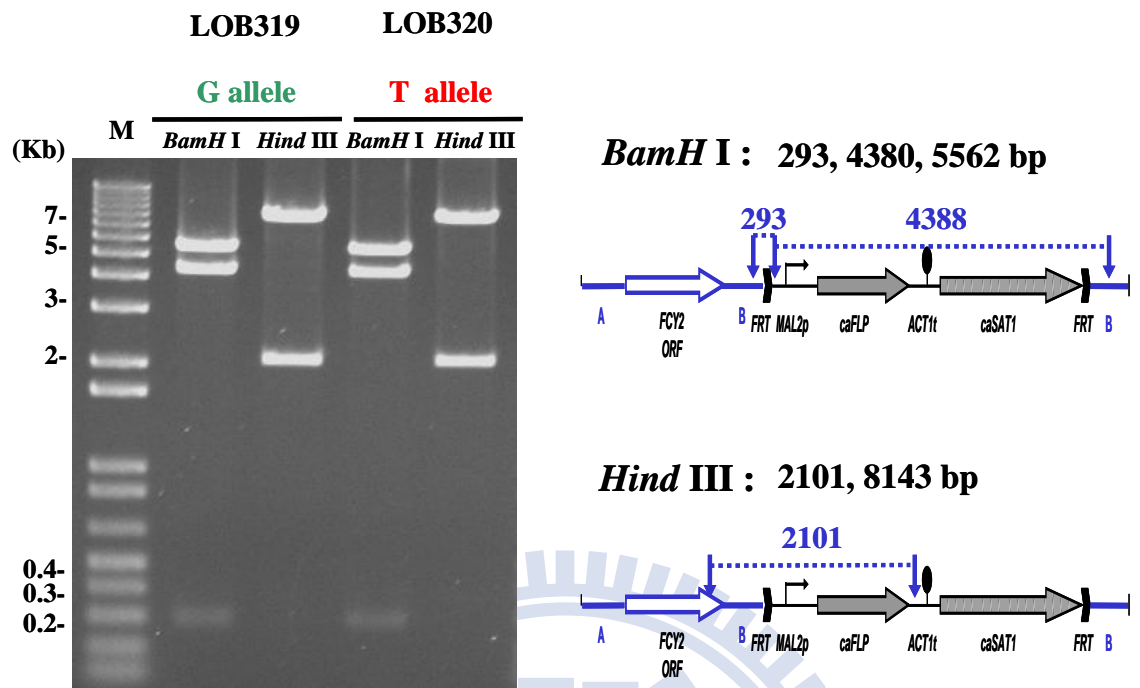 LOB319 LOB320
G allele T allele
M BamH I Hind III BamH I Hind III
(Kb)
7-
5-
3-
2-
0.4-
0.3-
0.2-
BamH I : 293, 4380, 5562 bp
293 4388
A FCY2 ORF B FRT MAL2p caFLP ACT1t caSAT1 FRT B
Hind III : 2101, 8143 bp
2101
A FCY2 ORF B FRT MAL2p caFLP ACT1t caSAT1 FRT B